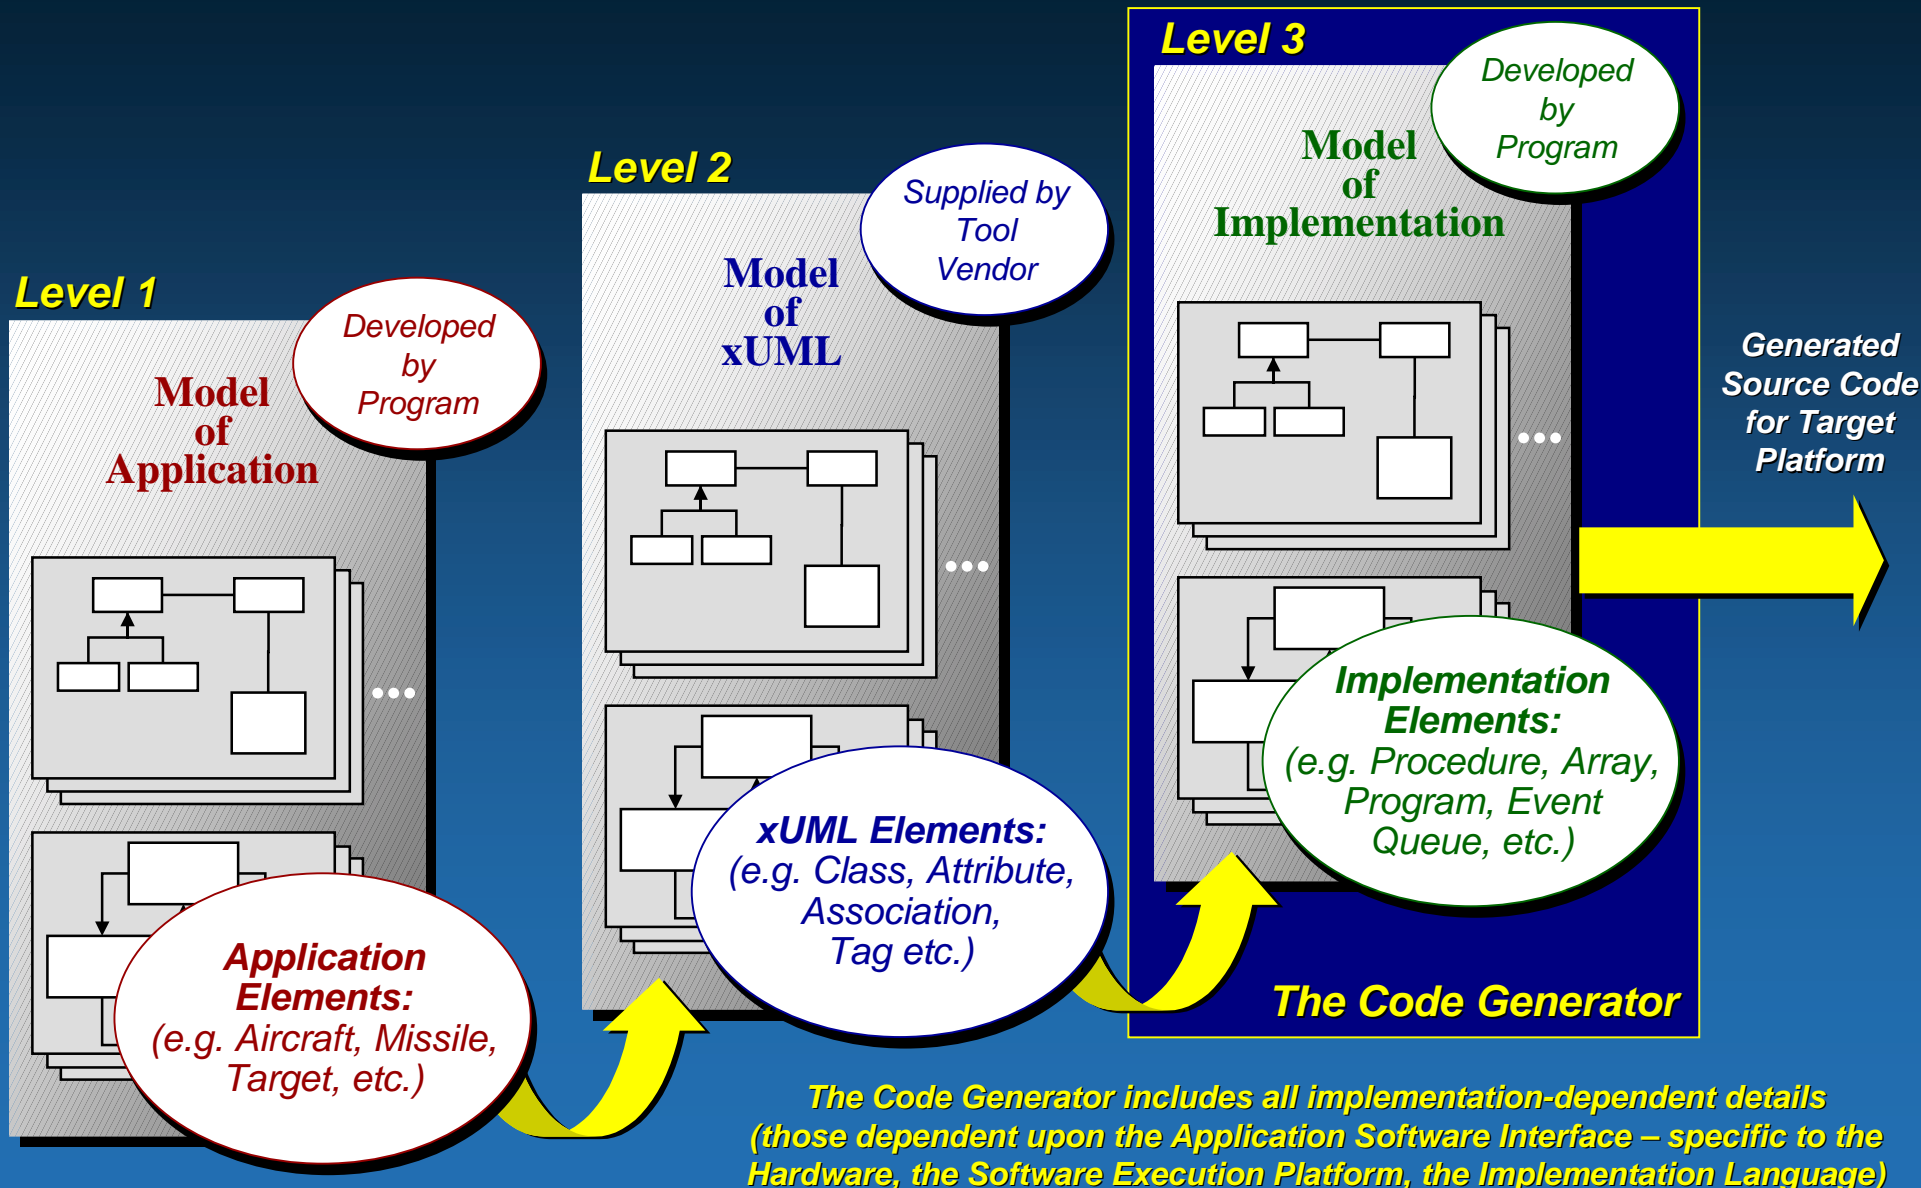 Level 1
Developed
by
Program
Model
of
Application
Application
Elements:
(e.g. Aircraft, Missile,
Target, etc.)
Level 2
Supplied by
Tool
Vendor
Model
of
xUML
xUML Elements:
(e.g. Class, Attribute,
Association,
Tag etc.)
Level 3
Developed
by
Program
Model
of
Implementation
Implementation
Elements:
(e.g. Procedure, Array,
Program, Event
Queue, etc.)
The Code Generator
Generated
Source Code
for Target
Platform
The Code Generator includes all implementation-dependent details
(those dependent upon the Application Software Interface – specific to the
Hardware, the Software Execution Platform, the Implementation Language)